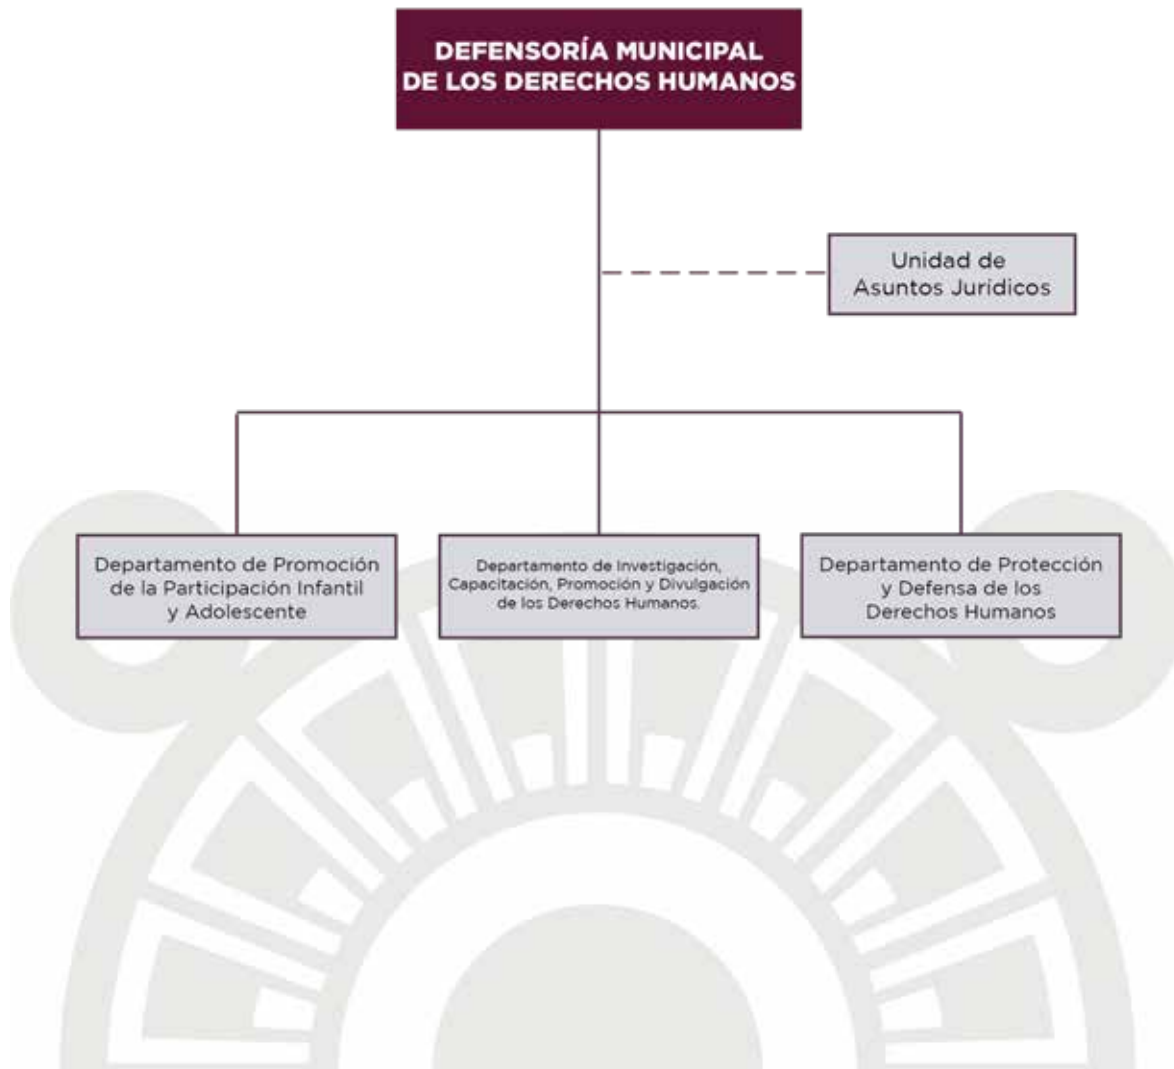 DEFENSORÍA MUNICIPAL
DE LOS DERECHOS HUMANOS
Unidad de
Asuntos Jurídicos
Departamento de Promoción
de la Participación Infantil
y Adolescente
Departamento de Investigación,
Capacitación, Promoción y Divulgación
de los Derechos Humanos.
Departamento de Protección
y Defensa de los
Derechos Humanos